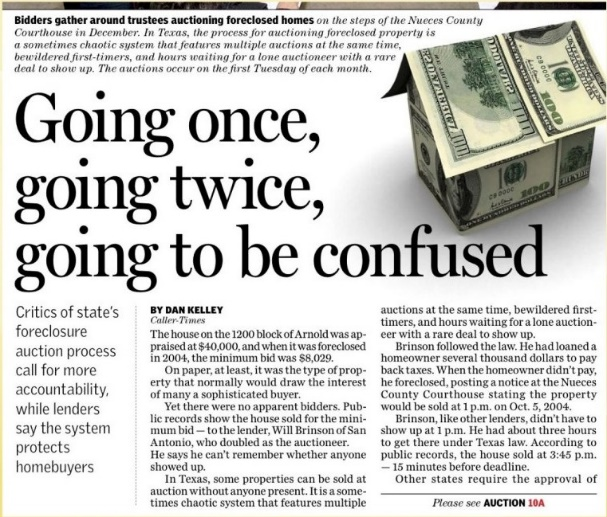 Bidders gather around trustees auctioning foreclosed homes on the steps of the Nueces County
Courthouse in December. In Texas, the process for auctioning foreclosed property is
a sometimes chaotic system that features multiple auctions at the same time,
bewildered first-timers, and hours waiting for a lone auctioneer with a rare
deal to show up. The auctions occur on the first Tuesday of each month.
Going once,
going twice,
going to be confused
Critics of state's
foreclosure
auction process
call for more
accountability,
while lenders
say the system
protects
homebuyers
BY DAN KELLEY
Caller-Times
The house on the 1200 block of Arnold was ap-
praised at $40,000, and when it was foreclosed
in 2004, the minimum bid was $8,029.
On paper, at least, it was the type of prop-
erty that normally would draw the interest
of many a sophisticated buyer.
Yet there were no apparent bidders. Pub-
lic records show the house sold for the mini-
mum bid — to the lender, Will Brinson of San
Antonio, who doubled as the auctioneer.
He says he can't remember whether anyone
showed up.
In Texas, some properties can be sold at
auction without anyone present. It is a some-
times chaotic system that features multiple
auctions at the same time, bewildered first-
timers, and hours waiting for a lone auction-
eer with a rare deal to show up.
Brinson followed the law. He had loaned a
homeowner several thousand dollars to pay
back taxes. When the homeowner didn't pay,
he foreclosed, posting a notice at the Nueces
County Courthouse stating the property
would be sold at 1 p.m. on Oct. 5, 2004.
Brinson, like other lenders, didn't have to
show up at 1 p.m. He had about three hours
to get there under Texas law. According to
public records, the house sold at 3:45 p.m.
— 15 minutes before deadline.
Other states require the approval of
Please see AUCTION 10A
100
100